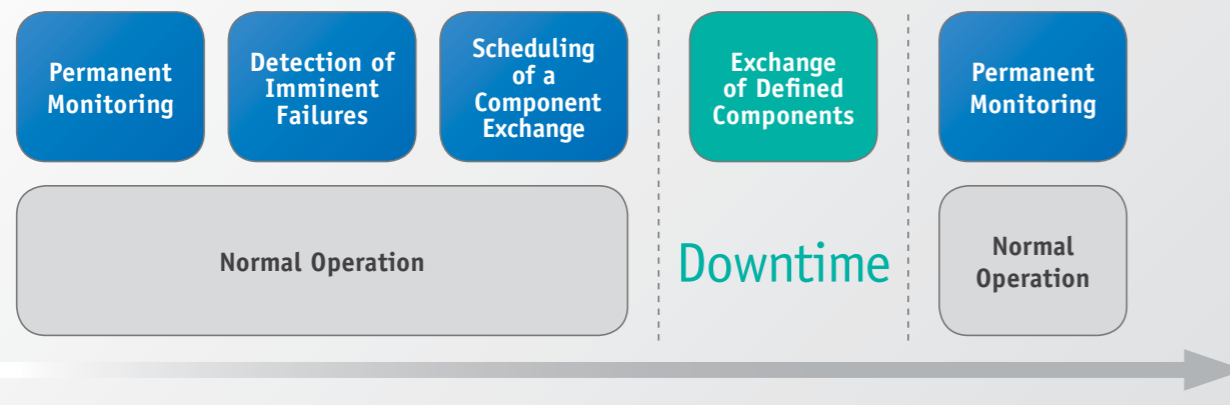 Permanent
Monitoring
Detection of
Imminent
Failures
Scheduling
of a
Component
Exchange
Exchange
of Defined
Components
Permanent
Monitoring
Normal Operation
Downtime
Normal
Operation